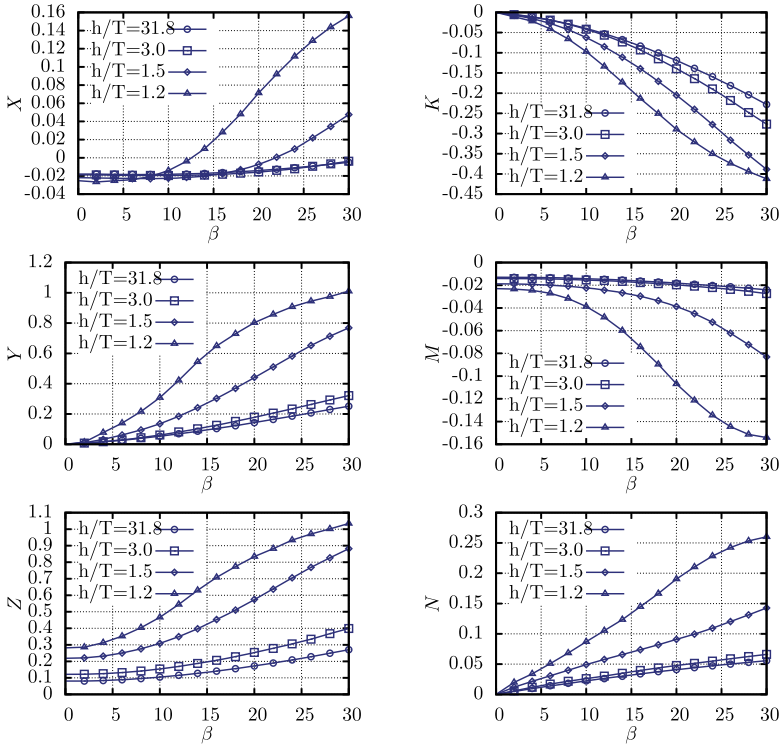 0.16
0.14
0.12
0.1
0.08
0.06
0.04
0.02
0
-0.02
-0.04
X
h/T=31.8
h/T=3.0
h/T=1.5
h/T=1.2
0 5 10 15 20 25 30
β
0
-0.05
-0.1
-0.15
-0.2
-0.25
-0.3
-0.35
-0.4
-0.45
K
h/T=31.8
h/T=3.0
h/T=1.5
h/T=1.2
0 5 10 15 20 25 30
β
1.2
1
0.8
0.6
0.4
0.2
0
Y
h/T=31.8
h/T=3.0
h/T=1.5
h/T=1.2
0 5 10 15 20 25 30
β
0
-0.02
-0.04
-0.06
-0.08
-0.1
-0.12
-0.14
-0.16
M
h/T=31.8
h/T=3.0
h/T=1.5
h/T=1.2
0 5 10 15 20 25 30
β
1.1
1
0.9
0.8
0.7
0.6
0.5
0.4
0.3
0.2
0.1
0
Z
h/T=31.8
h/T=3.0
h/T=1.5
h/T=1.2
0 5 10 15 20 25 30
β
0.3
0.25
0.2
0.15
0.1
0.05
0
N
h/T=31.8
h/T=3.0
h/T=1.5
h/T=1.2
0 5 10 15 20 25 30
β